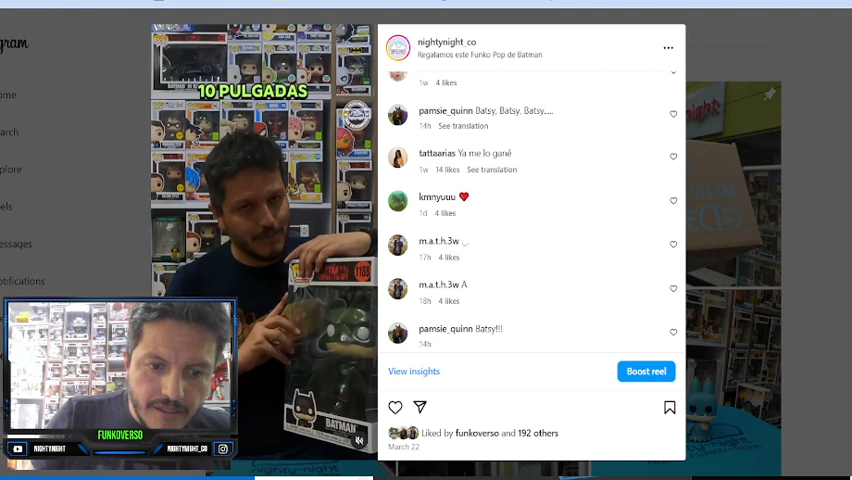 gram
10 PULGADAS
nightynight_co
Regalamos este Funko Pop de Batman
1w 4 likes
pamsie_quinn Batsy, Batsy, Batsy.....
14h See translation
tattaarias Ya me lo gané
1w 14 likes See translation
kmnyuuu ❤️
1d 4 likes
m.a.t.h.3w
17h 4 likes
m.a.t.h.3w /\
18h 4 likes
pamsie_quinn Batsy!!!
14h
View insights
Boost reel
Liked by funkoverso and 192 others
March 22
ome
arch
plore
els
essages
otifications
1188
BATMAN
FUNKOVERSO
NIGHTYNIGHT
NIGHTYNIGHT_CO